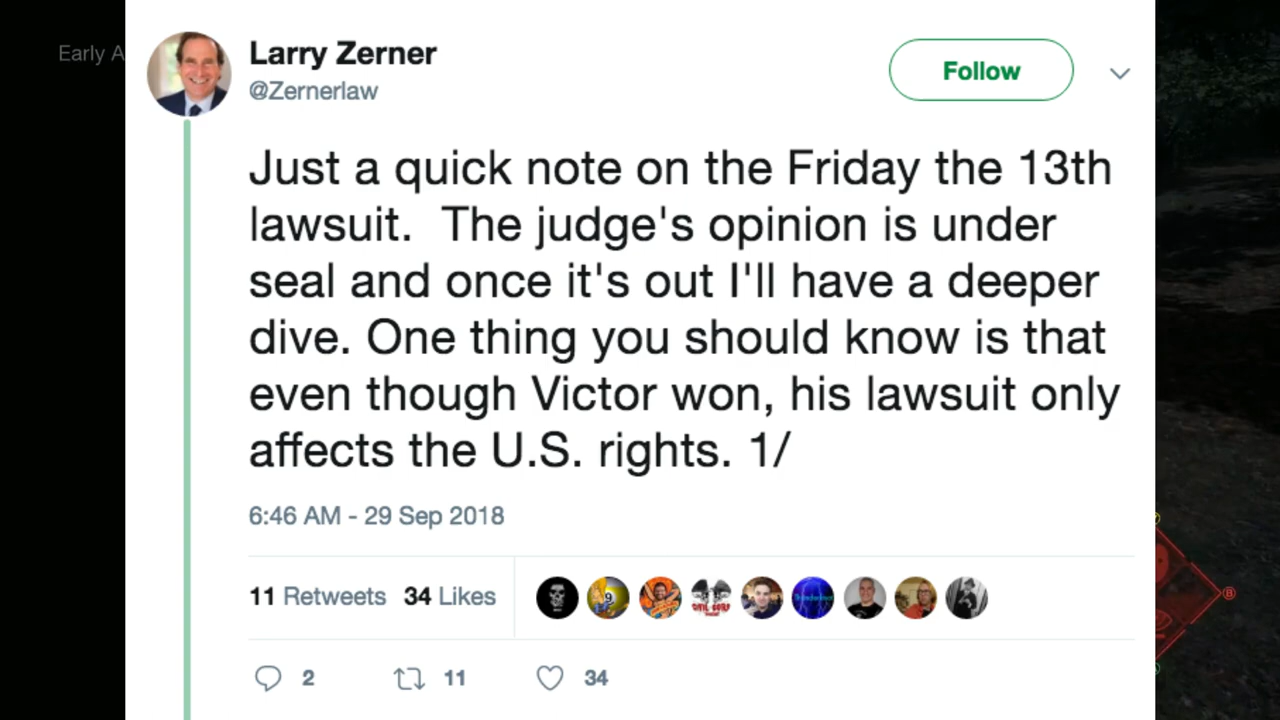 Early A
Larry Zerner
@Zernerlaw
Follow
Just a quick note on the Friday the 13th
lawsuit.  The judge's opinion is under
seal and once it's out I'll have a deeper
dive. One thing you should know is that
even though Victor won, his lawsuit only
affects the U.S. rights. 1/
6:46 AM - 29 Sep 2018
11 Retweets 34 Likes
9
2 11 34
B